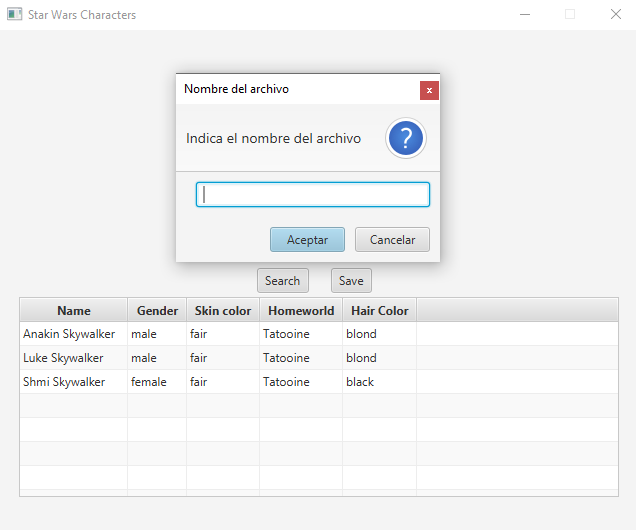 Star Wars Characters
Nombre del archivo
x
Indica el nombre del archivo
?
Aceptar Cancelar
Search Save
Name Gender Skin color Homeworld Hair Color
Anakin Skywalker male fair Tatooine blond
Luke Skywalker male fair Tatooine blond
Shmi Skywalker female fair Tatooine black